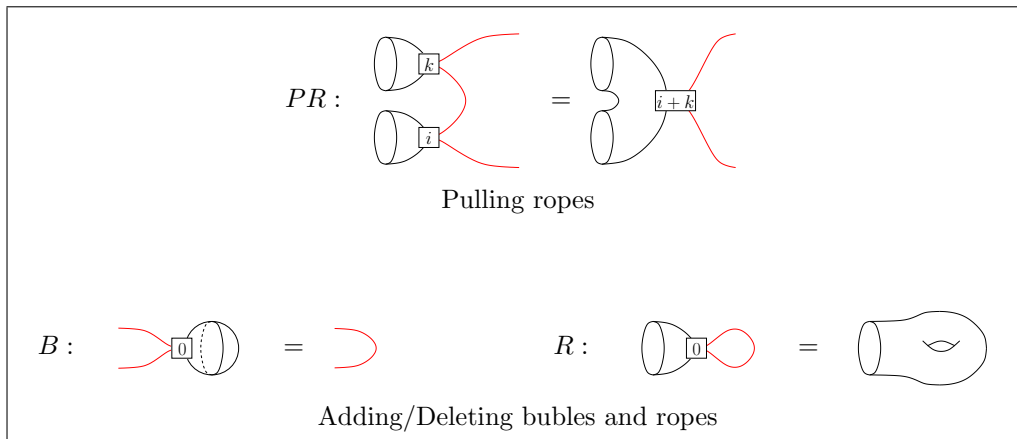 PR :
k
i
=
i + k
Pulling ropes
B :
0
=
R :
0
=
Adding/Deleting bubles and ropes